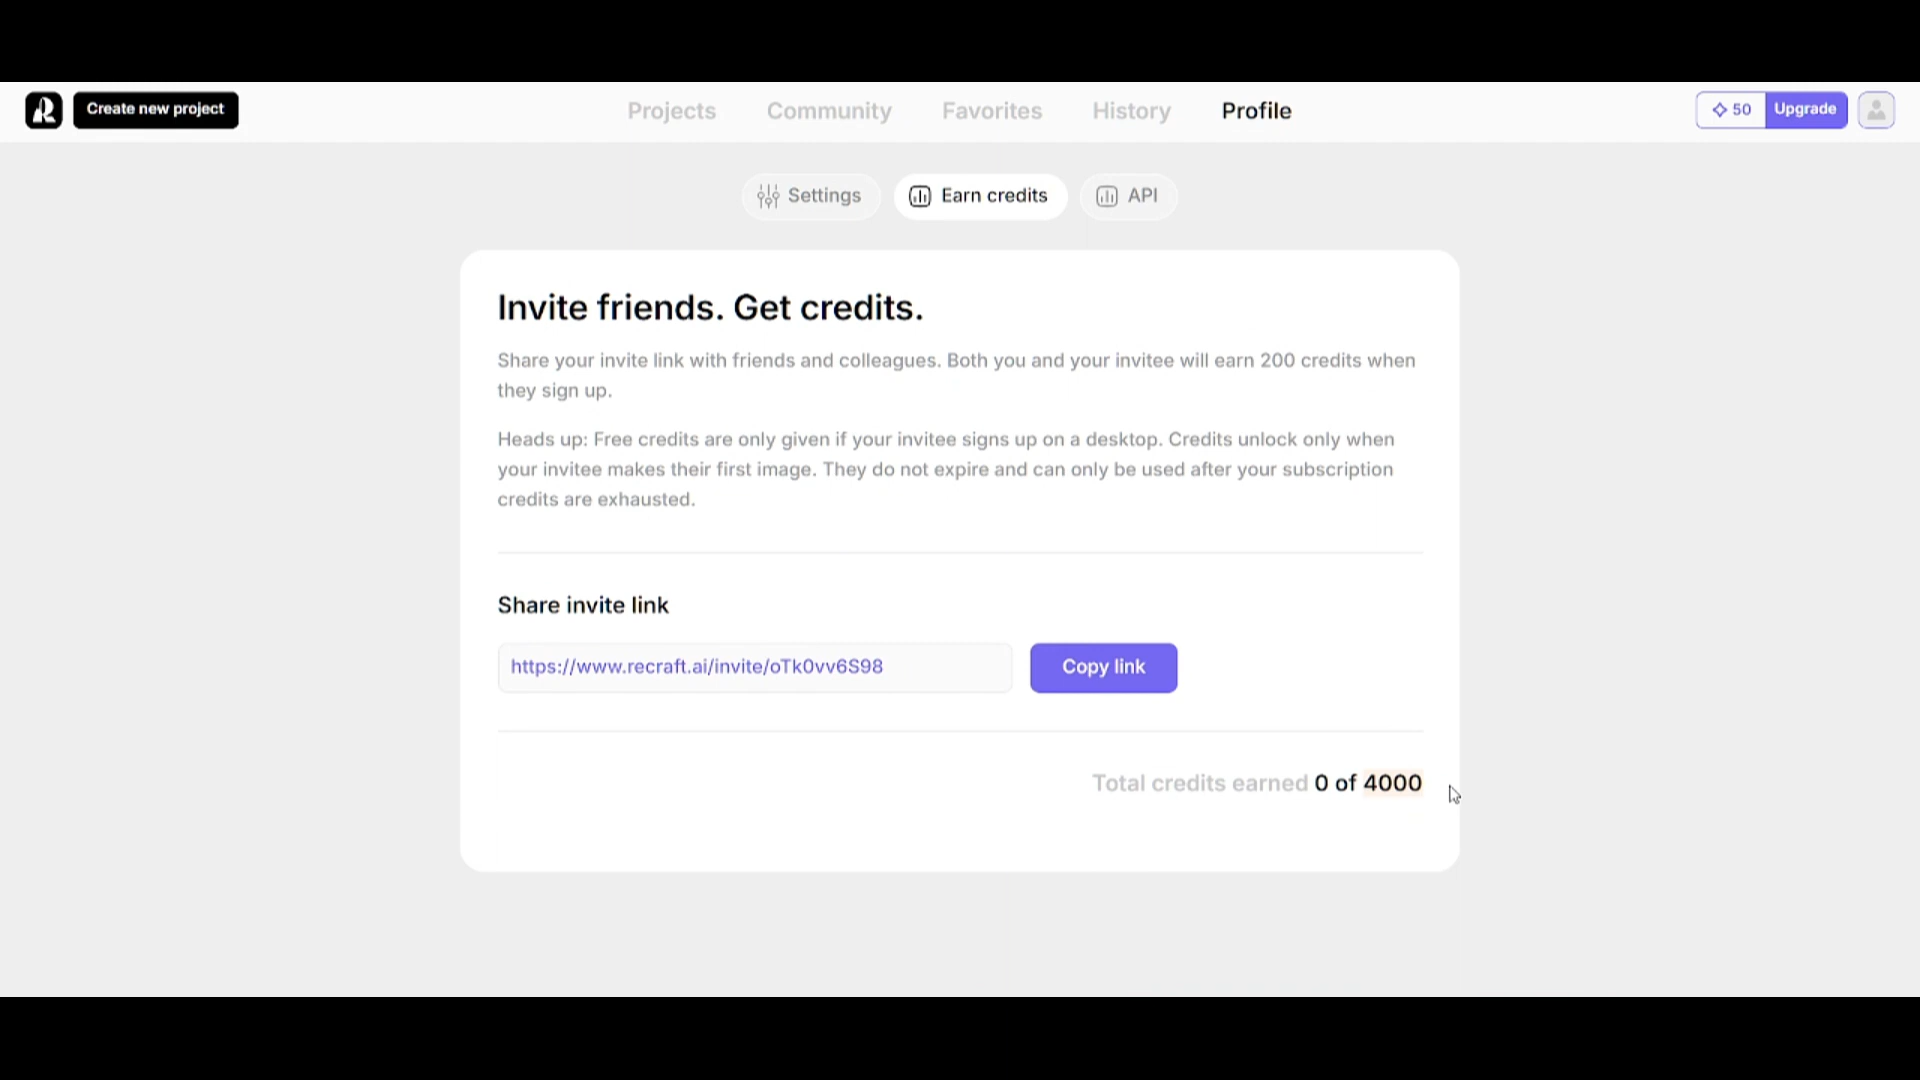 Create new project
Projects
Community
Favorites
History
Profile
50
Upgrade
Settings
Earn credits
API
Invite friends. Get credits.
Share your invite link with friends and colleagues. Both you and your invitee will earn 200 credits when
they sign up.
Heads up: Free credits are only given if your invitee signs up on a desktop. Credits unlock only when
your invitee makes their first image. They do not expire and can only be used after your subscription
credits are exhausted.
Share invite link
https://www.recraft.ai/invite/oTk0vv6S98
Copy link
Total credits earned 0 of 4000